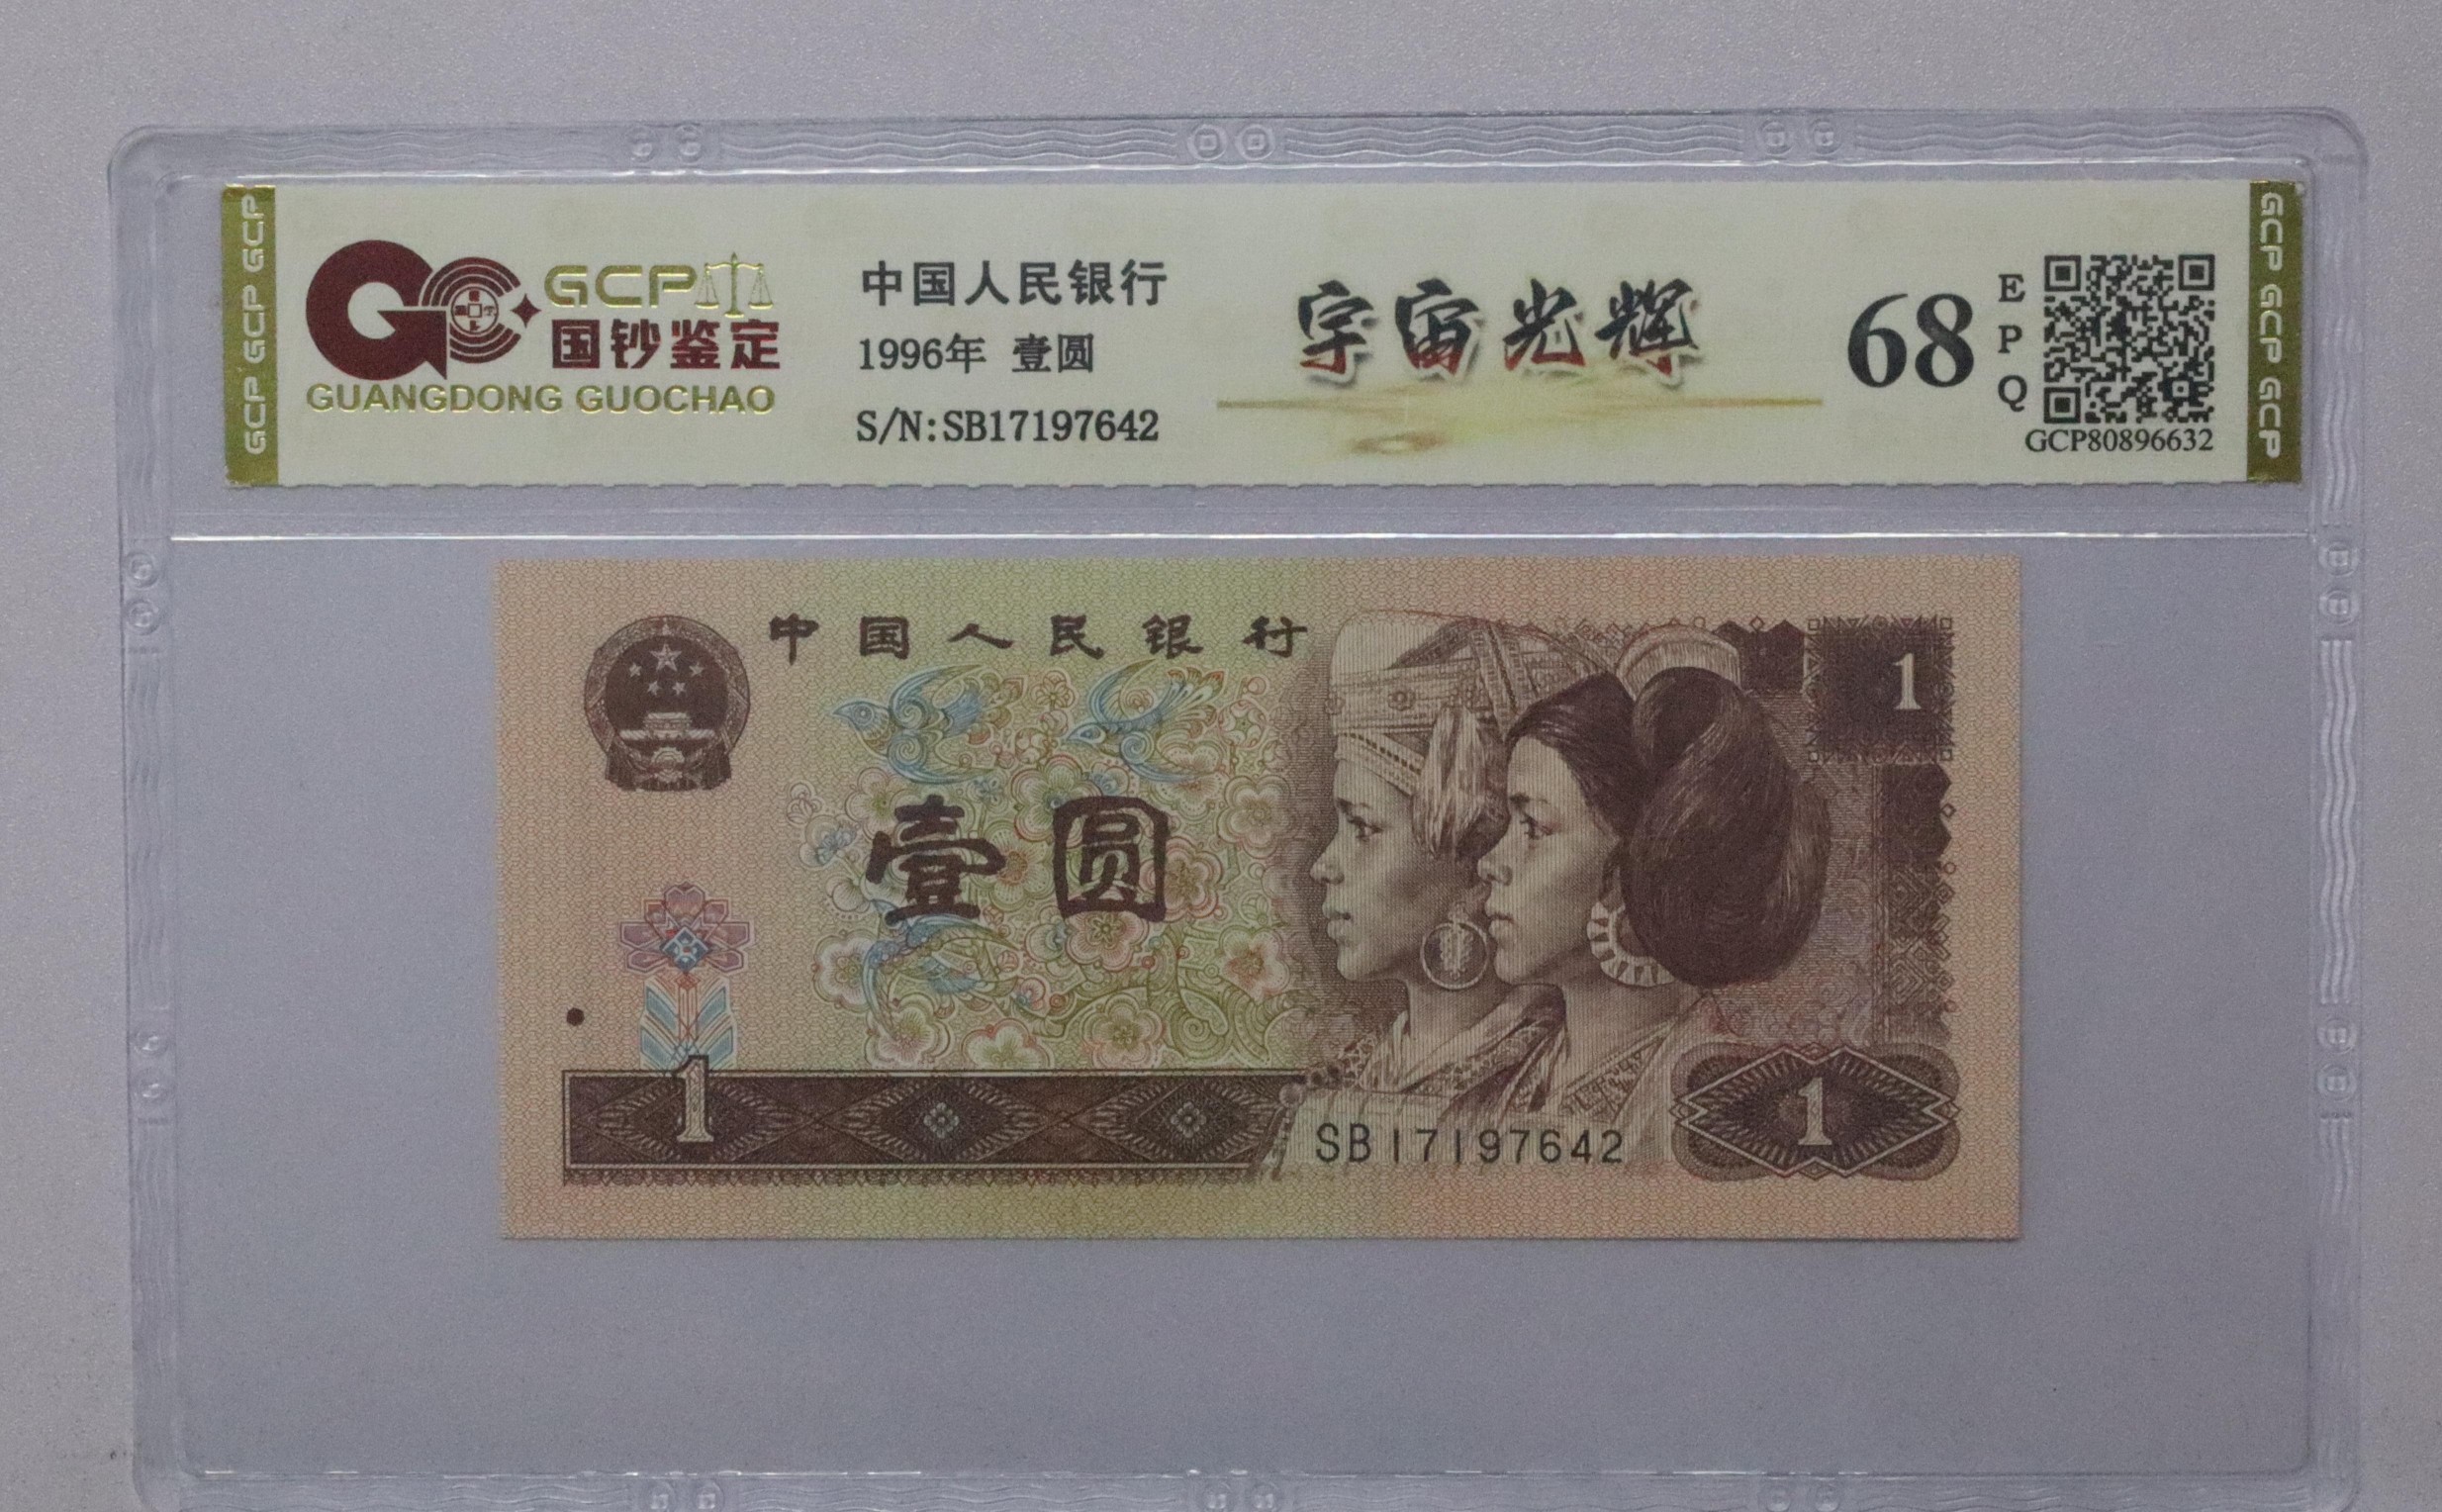 GCP GCP GCP
GCP
国钞鉴定
GUANGDONG GUOCHAO
中国人民银行
1996年 壹圆
S/N:SB17197642
宇宙光辉
68
EPQ
GCP80896632
GCP GCP GCP
中国人民银行
1
壹圆
1
SB17197642
1